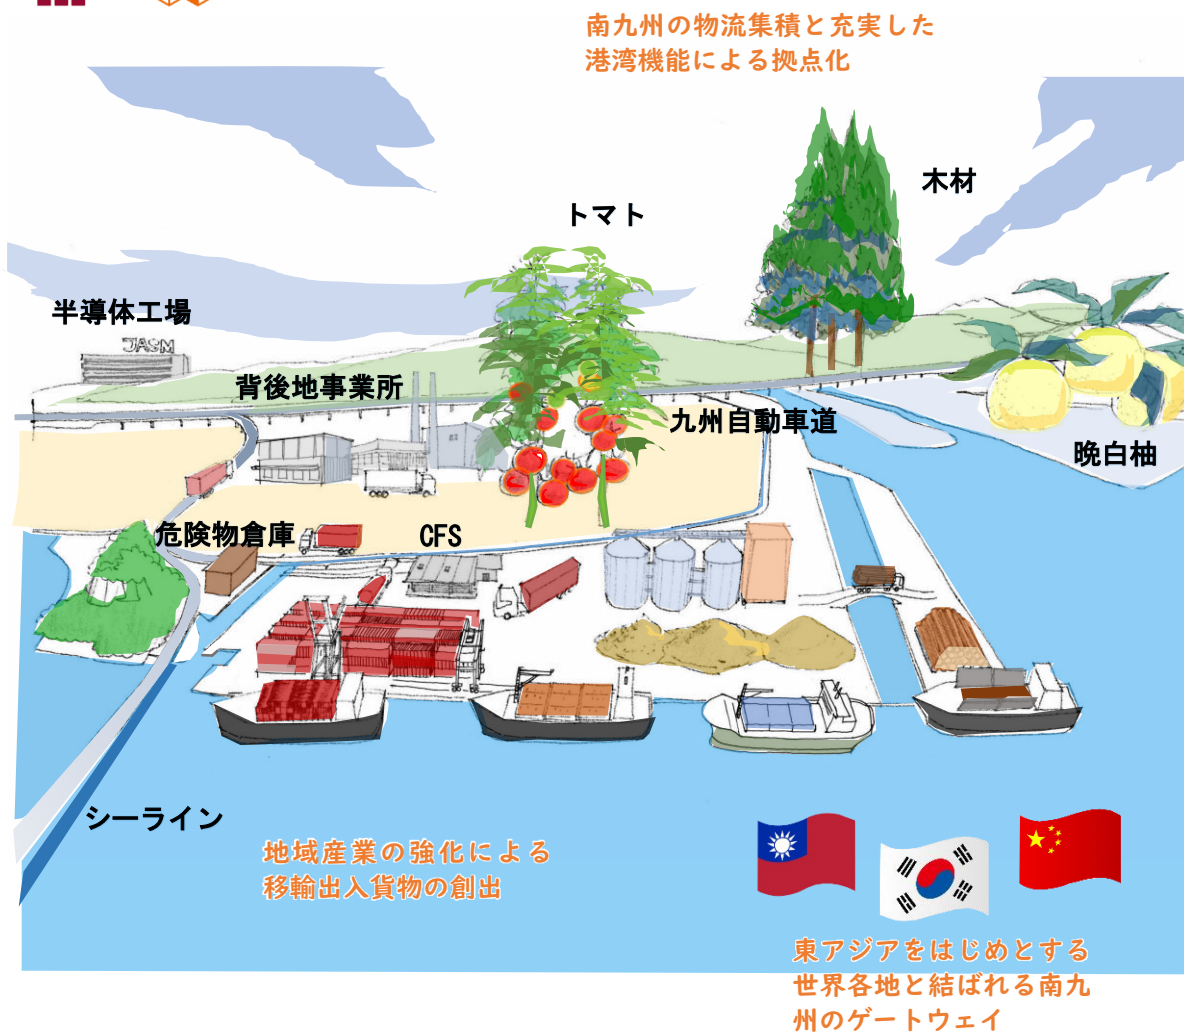 南九州の物流集積と充実した
港湾機能による拠点化
木材
トマト
半導体工場
JASM
背後地事業所
九州自動車道
晩白柚
危険物倉庫
CFS
シーライン
地域産業の強化による
移輸出入貨物の創出
東アジアをはじめとする
世界各地と結ばれる南九
州のゲートウェイ